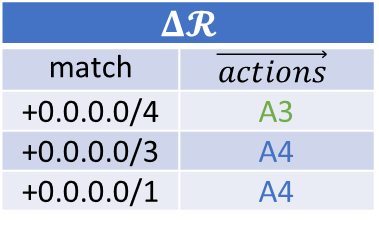 Δℛ
match actions
+0.0.0.0/4 A3
+0.0.0.0/3 A4
+0.0.0.0/1 A4